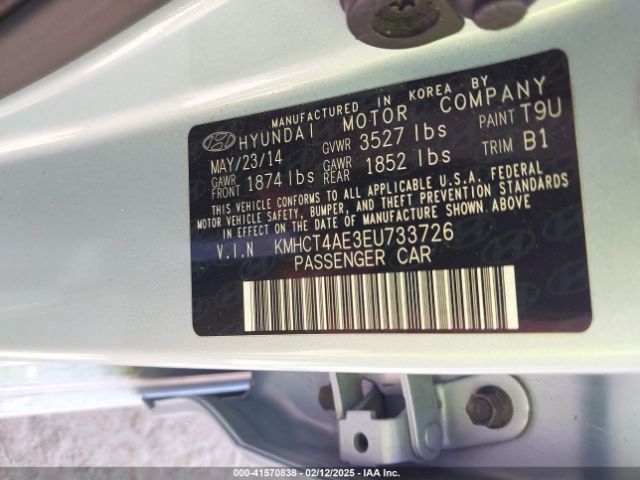 MANUFACTURED IN KOREA BY
HYUNDAI MOTOR COMPANY
MAY/23/14 GVWR 3527 lbs PAINT T9U
GAWR FRONT 1874 lbs GAWR REAR 1852 lbs TRIM B1
THIS VEHICLE CONFORMS TO ALL APPLICABLE U.S.A. FEDERAL
MOTOR VEHICLE SAFETY, BUMPER, AND THEFT PREVENTION
STANDARDS IN EFFECT ON THE DATE OF MANUFACTURE SHOWN ABOVE
V.I.N KMHCT4AE3EU733726
PASSENGER CAR
000-41570838 - 02/12/2025 - IAA Inc.